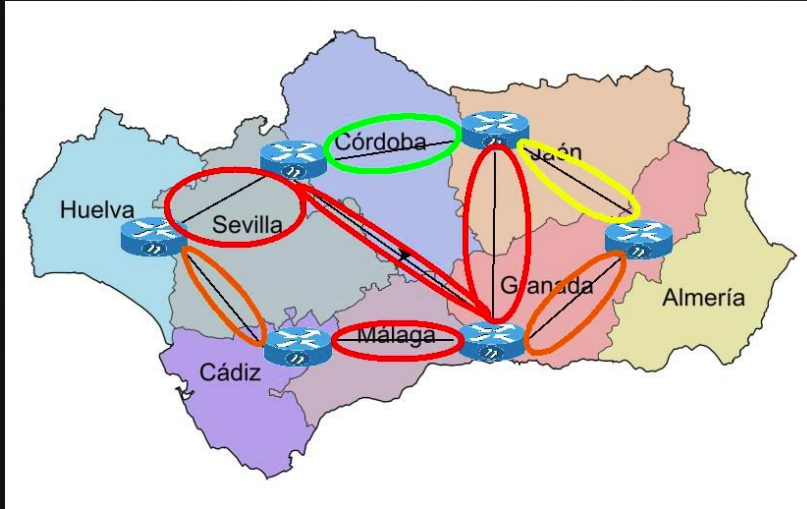 Córdoba
Jaén
Huelva
Sevilla
Granada
Almería
Málaga
Cádiz